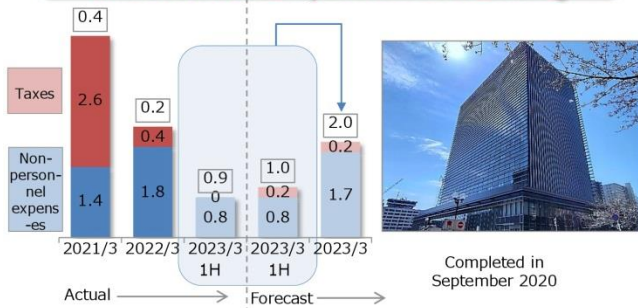 0.4
2.6
1.4
Taxes
Non-
person-
nel
expens
-es
0.2
0.4
1.8
0.9
0
0.8
1.0
0.2
0.8
2.0
0.2
1.7
2021/3
2022/3
2023/3
1H
2023/3
1H
2023/3
Actual
Forecast
Completed in
September 2020